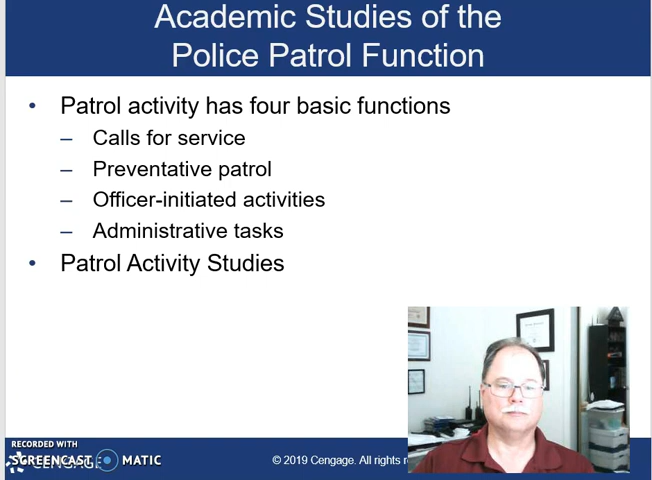 Academic Studies of the
Police Patrol Function
• Patrol activity has four basic functions
– Calls for service
– Preventative patrol
– Officer-initiated activities
– Administrative tasks
• Patrol Activity Studies
RECORDED WITH
SCREENCAST MATIC
CENGAGE
© 2019 Cengage. All rights r